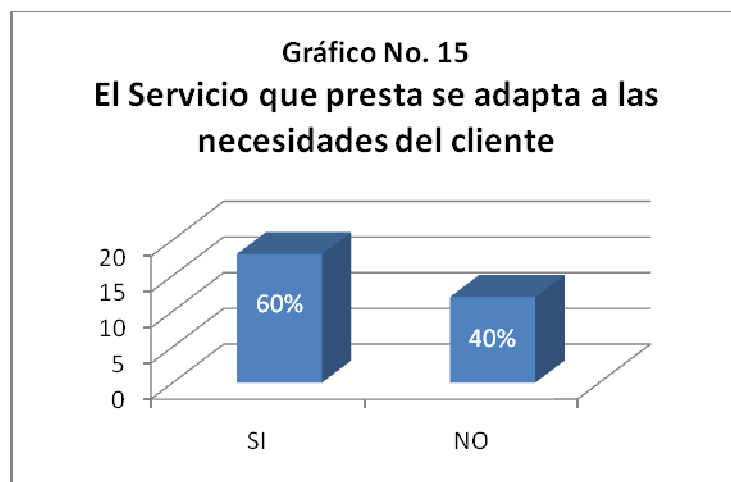 Gráfico No. 15
El Servicio que presta se adapta a las
necesidades del cliente
20
15
10
5
0
60%
40%
SI
NO